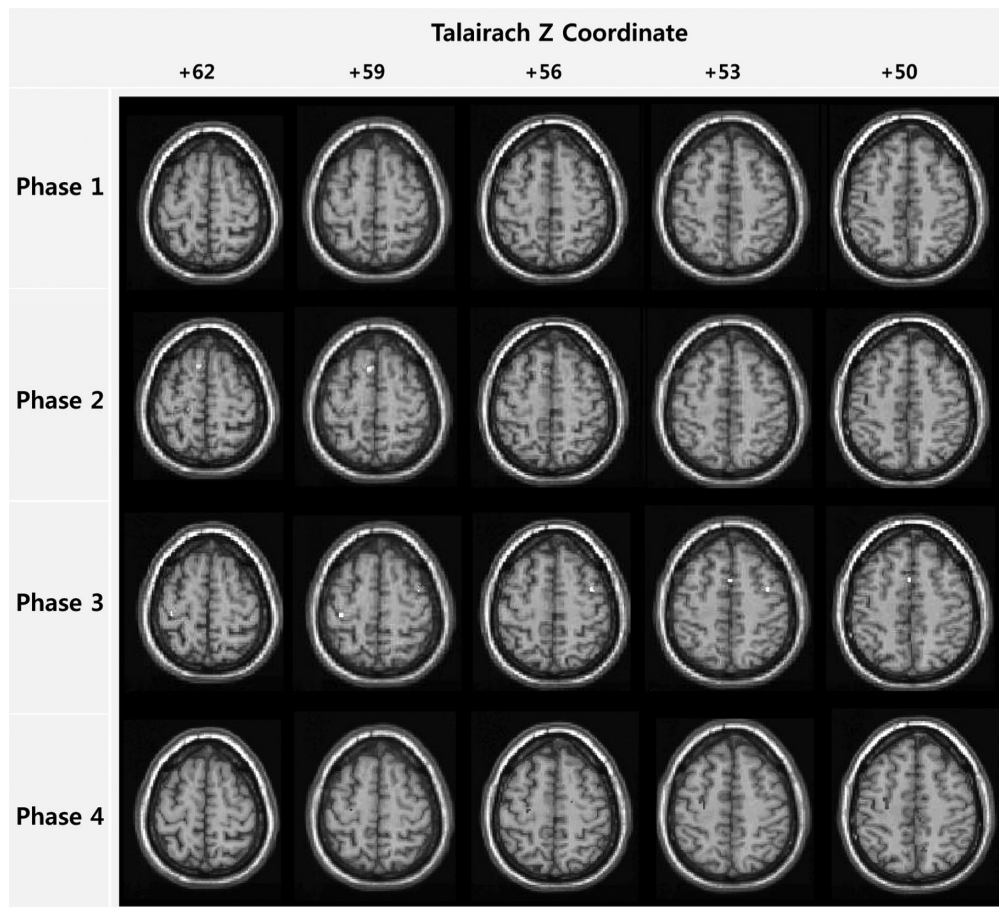 Talairach Z Coordinate
+62 +59 +56 +53 +50
Phase 1
Phase 2
Phase 3
Phase 4